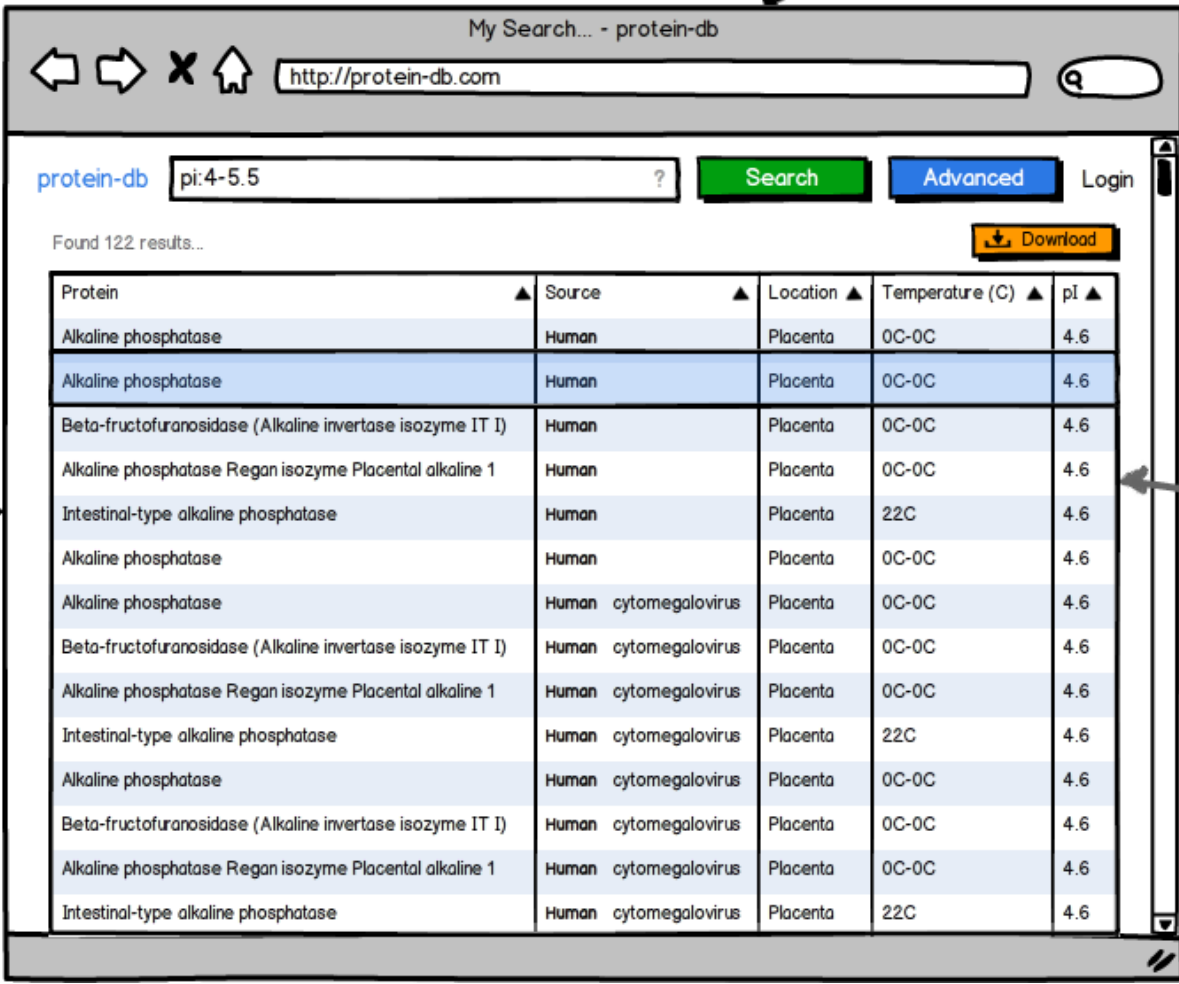 My Search... - protein-db
http://protein-db.com
protein-db pi:4-5.5 ? Search Advanced Login
Found 122 results... Download
Protein Source Location Temperature (C) pI
Alkaline phosphatase Human Placenta 0C-0C 4.6
Alkaline phosphatase Human Placenta 0C-0C 4.6
Beta-fructofuranosidase (Alkaline invertase isozyme IT I) Human Placenta 0C-0C 4.6
Alkaline phosphatase Regan isozyme Placental alkaline 1 Human Placenta 0C-0C 4.6
Intestinal-type alkaline phosphatase Human Placenta 22C 4.6
Alkaline phosphatase Human Placenta 0C-0C 4.6
Alkaline phosphatase Human cytomegalovirus Placenta 0C-0C 4.6
Beta-fructofuranosidase (Alkaline invertase isozyme IT I) Human cytomegalovirus Placenta 0C-0C 4.6
Alkaline phosphatase Regan isozyme Placental alkaline 1 Human cytomegalovirus Placenta 0C-0C 4.6
Intestinal-type alkaline phosphatase Human cytomegalovirus Placenta 22C 4.6
Alkaline phosphatase Human cytomegalovirus Placenta 0C-0C 4.6
Beta-fructofuranosidase (Alkaline invertase isozyme IT I) Human cytomegalovirus Placenta 0C-0C 4.6
Alkaline phosphatase Regan isozyme Placental alkaline 1 Human cytomegalovirus Placenta 0C-0C 4.6
Intestinal-type alkaline phosphatase Human cytomegalovirus Placenta 22C 4.6